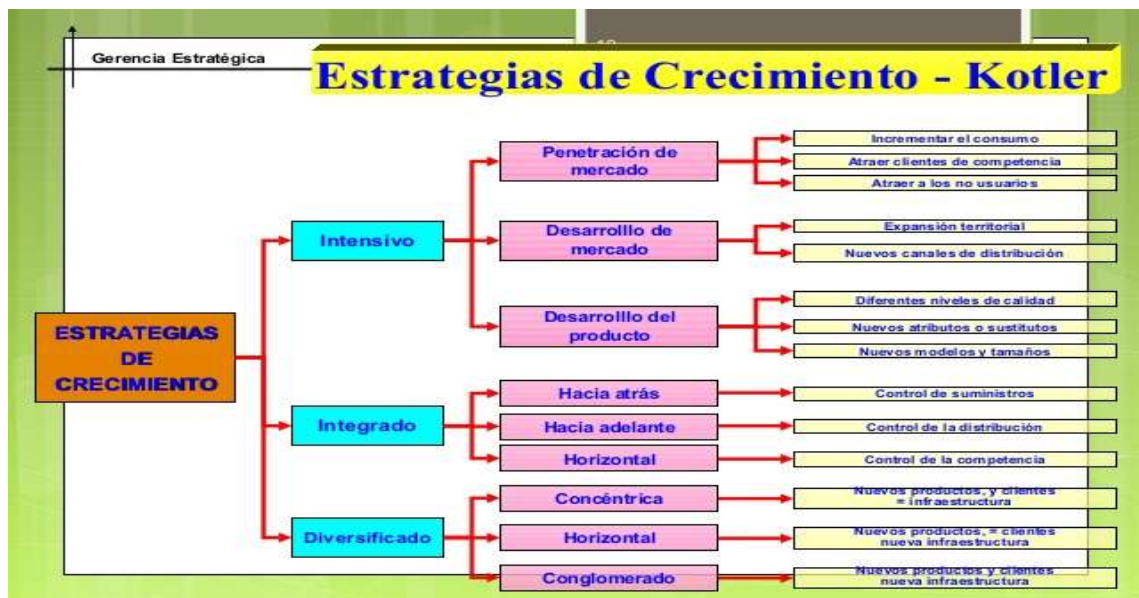 12
Gerencia Estratégica
Estrategias de Crecimiento - Kotler
ESTRATEGIAS
DE
CRECIMIENTO
Intensivo
Penetración de
mercado
Incrementar el consumo
Atraer clientes de competencia
Atraer a los no usuarios
Desarrolllo de
mercado
Expansión territorial
Nuevos canales de distribución
Desarrolllo del
producto
Diferentes niveles de calidad
Nuevos atributos o sustitutos
Nuevos modelos y tamaños
Integrado
Hacia atrás
Control de suministros
Hacia adelante
Control de la distribución
Horizontal
Control de la competencia
Diversificado
Concéntrica
Nuevos productos, y clientes
= infraestructura
Horizontal
Nuevos productos, = clientes
nueva infraestructura
Conglomerado
Nuevos productos y clientes
nueva infraestructura